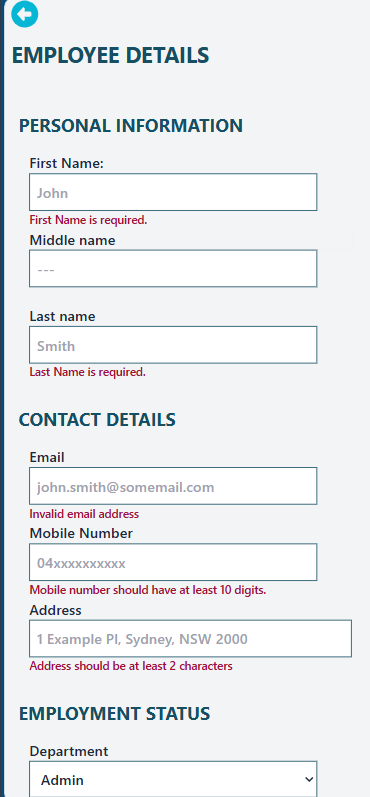 EMPLOYEE DETAILS
PERSONAL INFORMATION
First Name:
John
First Name is required.
Middle name
---
Last name
Smith
Last Name is required.
CONTACT DETAILS
Email
john.smith@somemail.com
Invalid email address
Mobile Number
04xxxxxxxxxx
Mobile number should have at least 10 digits.
Address
1 Example Pl, Sydney, NSW 2000
Address should be at least 2 characters
EMPLOYMENT STATUS
Department
Admin